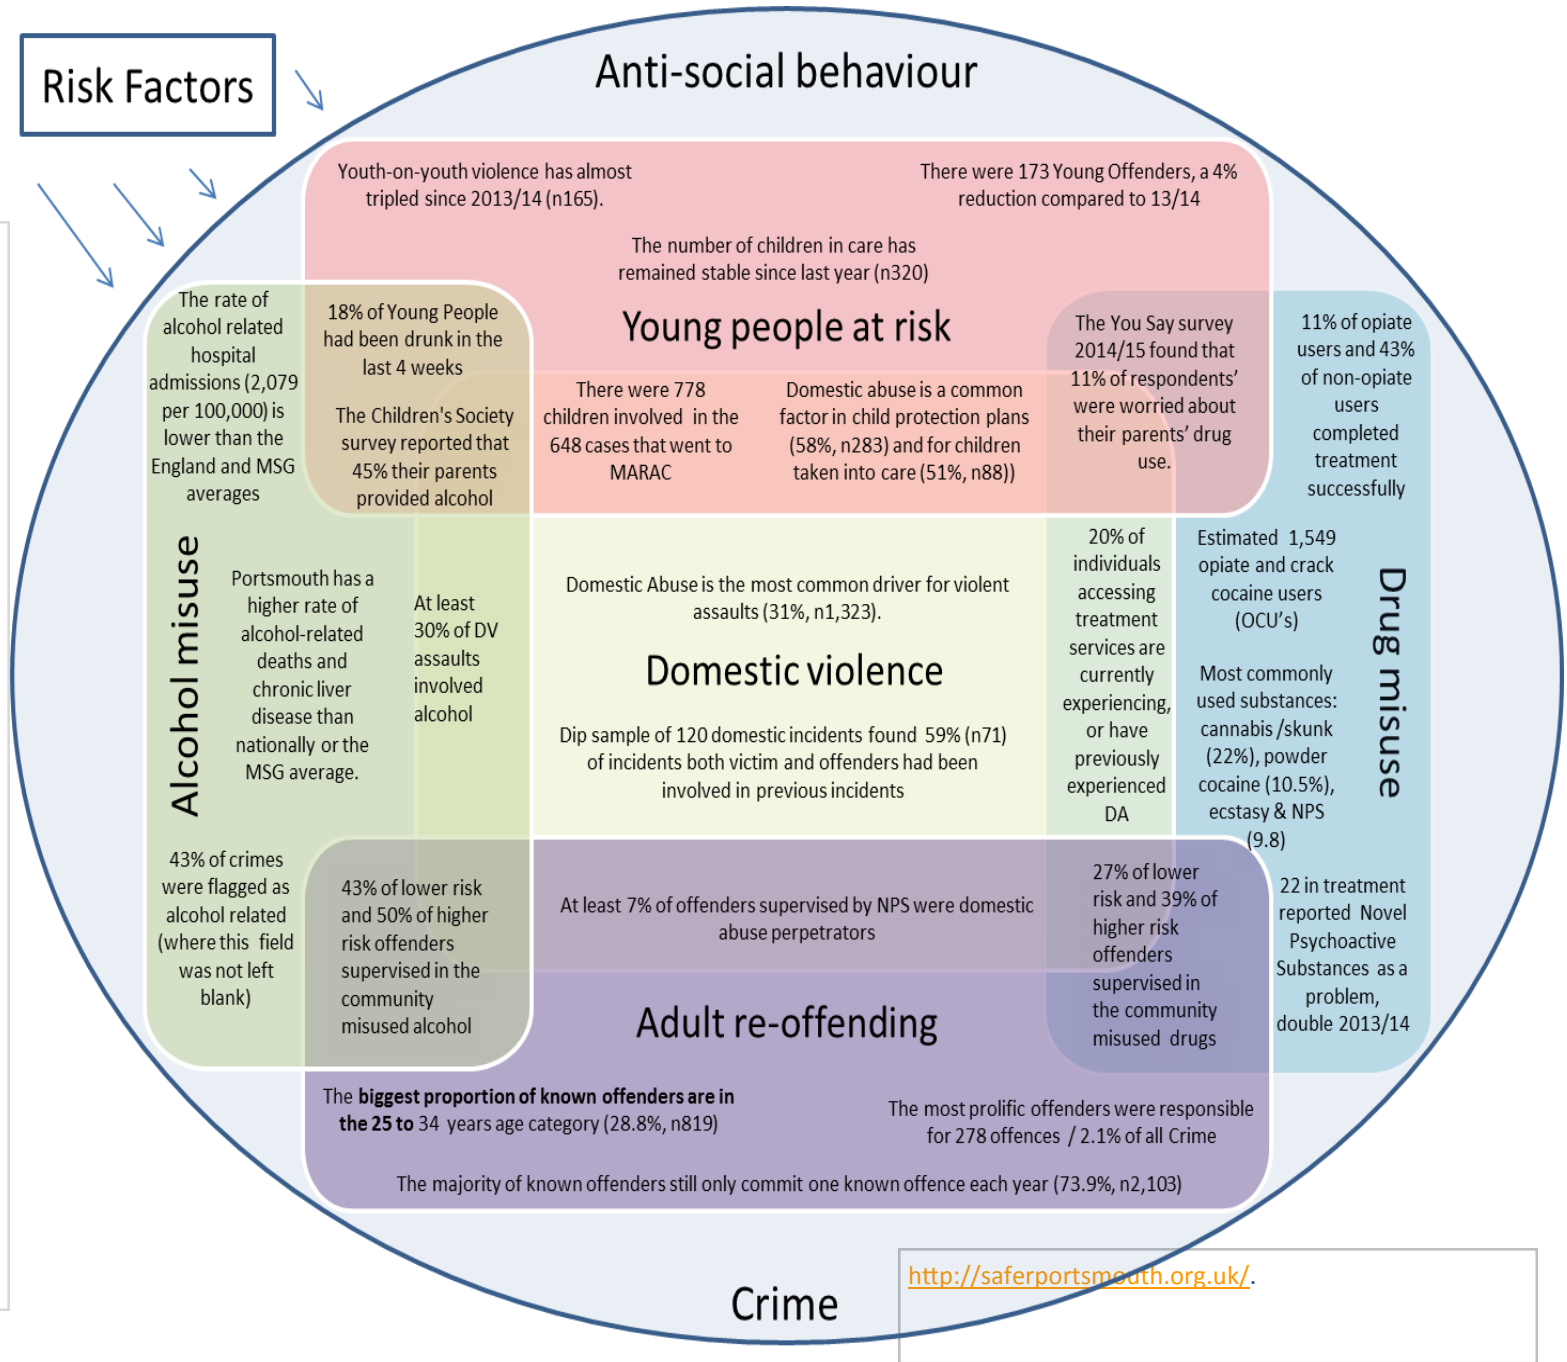 Risk Factors
Anti-social behaviour
Youth-on-youth violence has almost
tripled since 2013/14 (n165).
There were 173 Young Offenders, a 4%
reduction compared to 13/14
The number of children in care has
remained stable since last year (n320)
Young people at risk
The rate of
alcohol related
hospital
admissions (2,079
per 100,000) is
lower than the
England and MSG
averages
18% of Young People
had been drunk in the
last 4 weeks
The Children's Society
survey reported that
45% their parents
provided alcohol
There were 778
children involved in the
648 cases that went to
MARAC
Domestic abuse is a common
factor in child protection plans
(58%, n283) and for children
taken into care (51%, n88))
The You Say survey
2014/15 found that
11% of respondents'
were worried about
their parents' drug
use.
11% of opiate
users and 43%
of non-opiate
users
completed
treatment
successfully
Alcohol misuse
Portsmouth has a
higher rate of
alcohol-related
deaths and
chronic liver
disease than
nationally or the
MSG average.
At least
30% of DV
assaults
involved
alcohol
Domestic Abuse is the most common driver for violent
assaults (31%, n1,323).
Domestic violence
Dip sample of 120 domestic incidents found 59% (n71)
of incidents both victim and offenders had been
involved in previous incidents
20% of
individuals
accessing
treatment
services are
currently
experiencing,
or have
previously
experienced
DA
Estimated 1,549
opiate and crack
cocaine users
(OCU's)
Most commonly
used substances:
cannabis/skunk
(22%), powder
cocaine (10.5%),
ecstasy & NPS
(9.8)
Drug misuse
43% of crimes
were flagged as
alcohol related
(where this field
was not left
blank)
43% of lower risk
and 50% of higher
risk offenders
supervised in the
community
misused alcohol
At least 7% of offenders supervised by NPS were domestic
abuse perpetrators
27% of lower
risk and 39% of
higher risk
offenders
supervised in
the community
misused drugs
22 in treatment
reported Novel
Psychoactive
Substances as a
problem,
double 2013/14
Adult re-offending
The biggest proportion of known offenders are in
the 25 to 34 years age category (28.8%, n819)
The most prolific offenders were responsible
for 278 offences / 2.1% of all Crime
The majority of known offenders still only commit one known offence each year (73.9%, n2,103)
Crime
http://saferportsmouth.org.uk/.